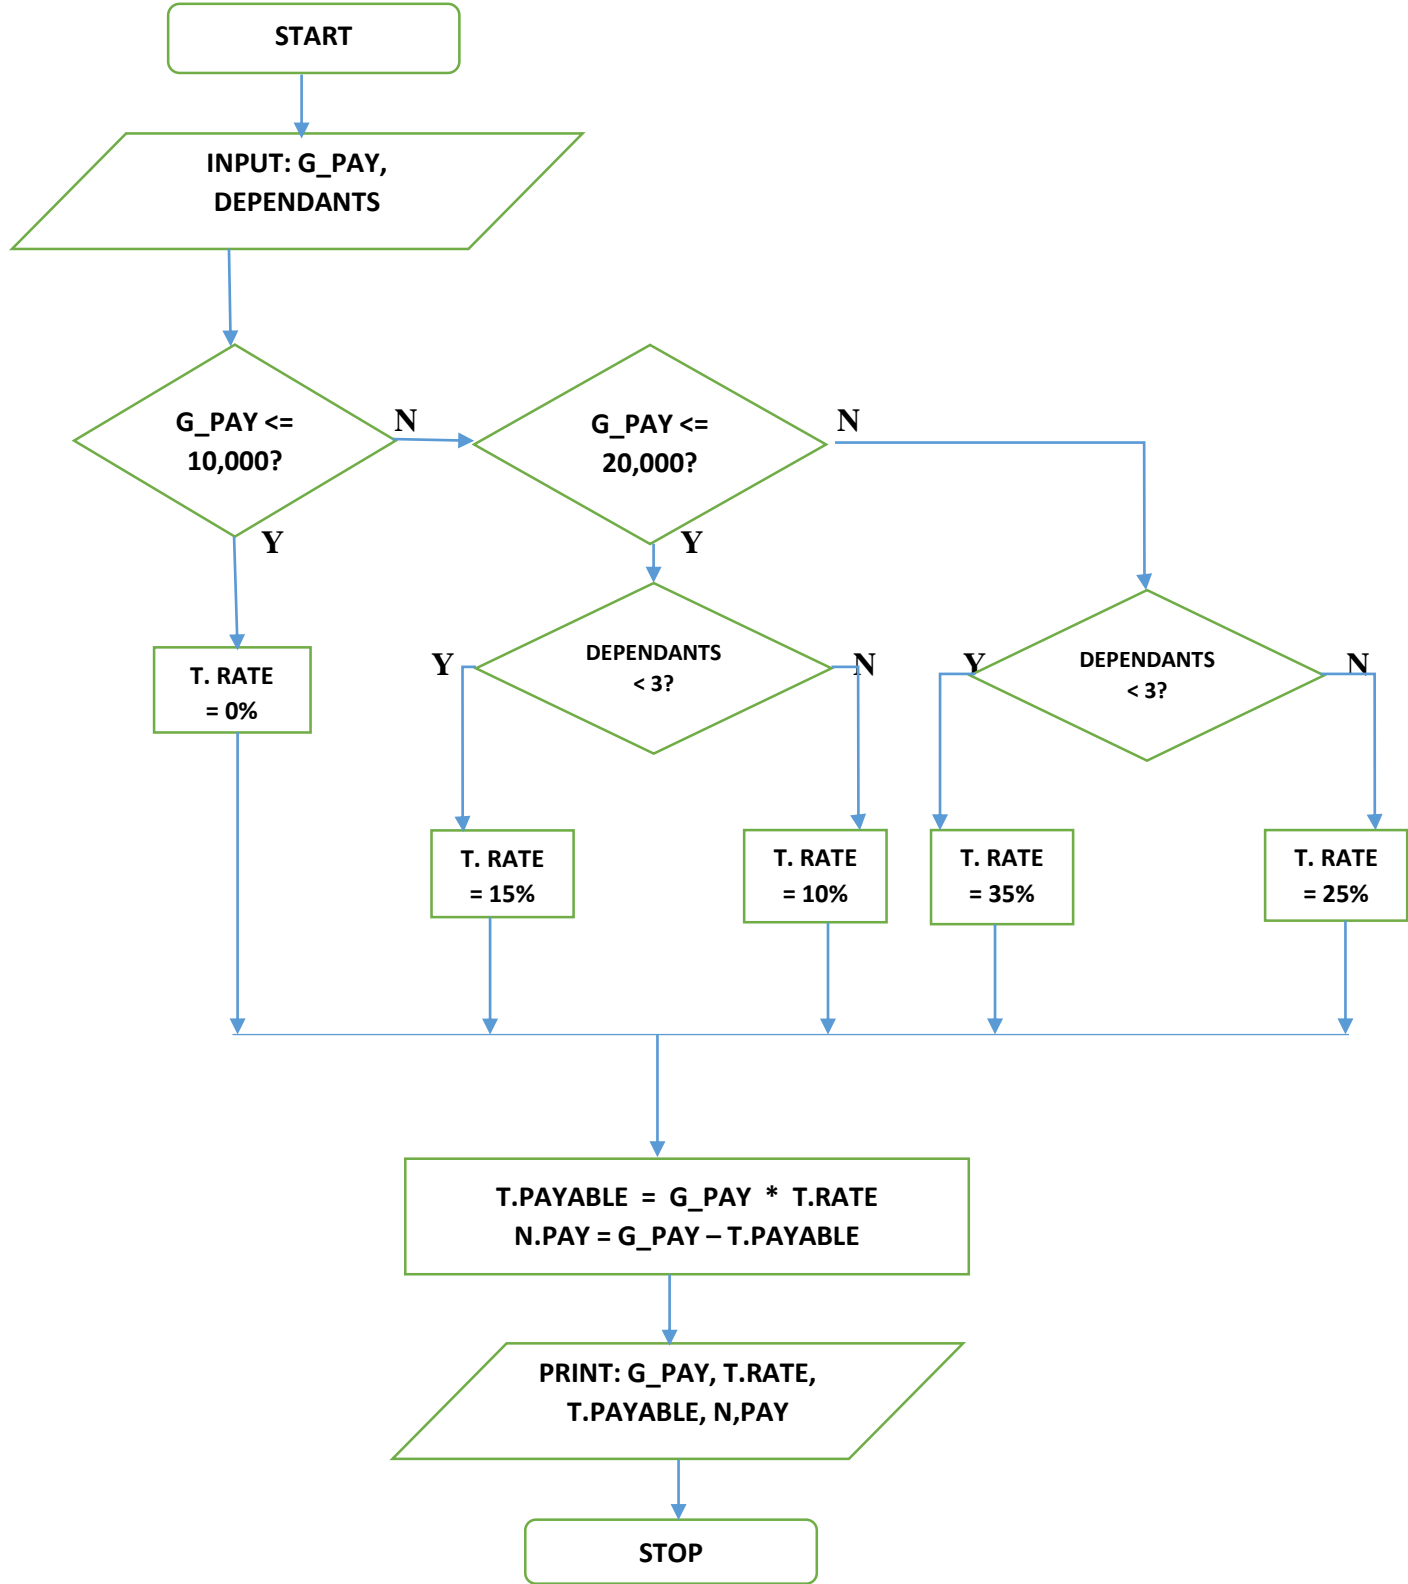 START
INPUT: G_PAY,
DEPENDANTS
G_PAY <=
10,000?
N
G_PAY <=
20,000?
N
Y
Y
DEPENDANTS
< 3?
Y
N
DEPENDANTS
< 3?
Y
N
T. RATE
= 0%
T. RATE
= 15%
T. RATE
= 10%
T. RATE
= 35%
T. RATE
= 25%
T.PAYABLE = G_PAY * T.RATE
N.PAY = G_PAY – T.PAYABLE
PRINT: G_PAY, T.RATE,
T.PAYABLE, N,PAY
STOP